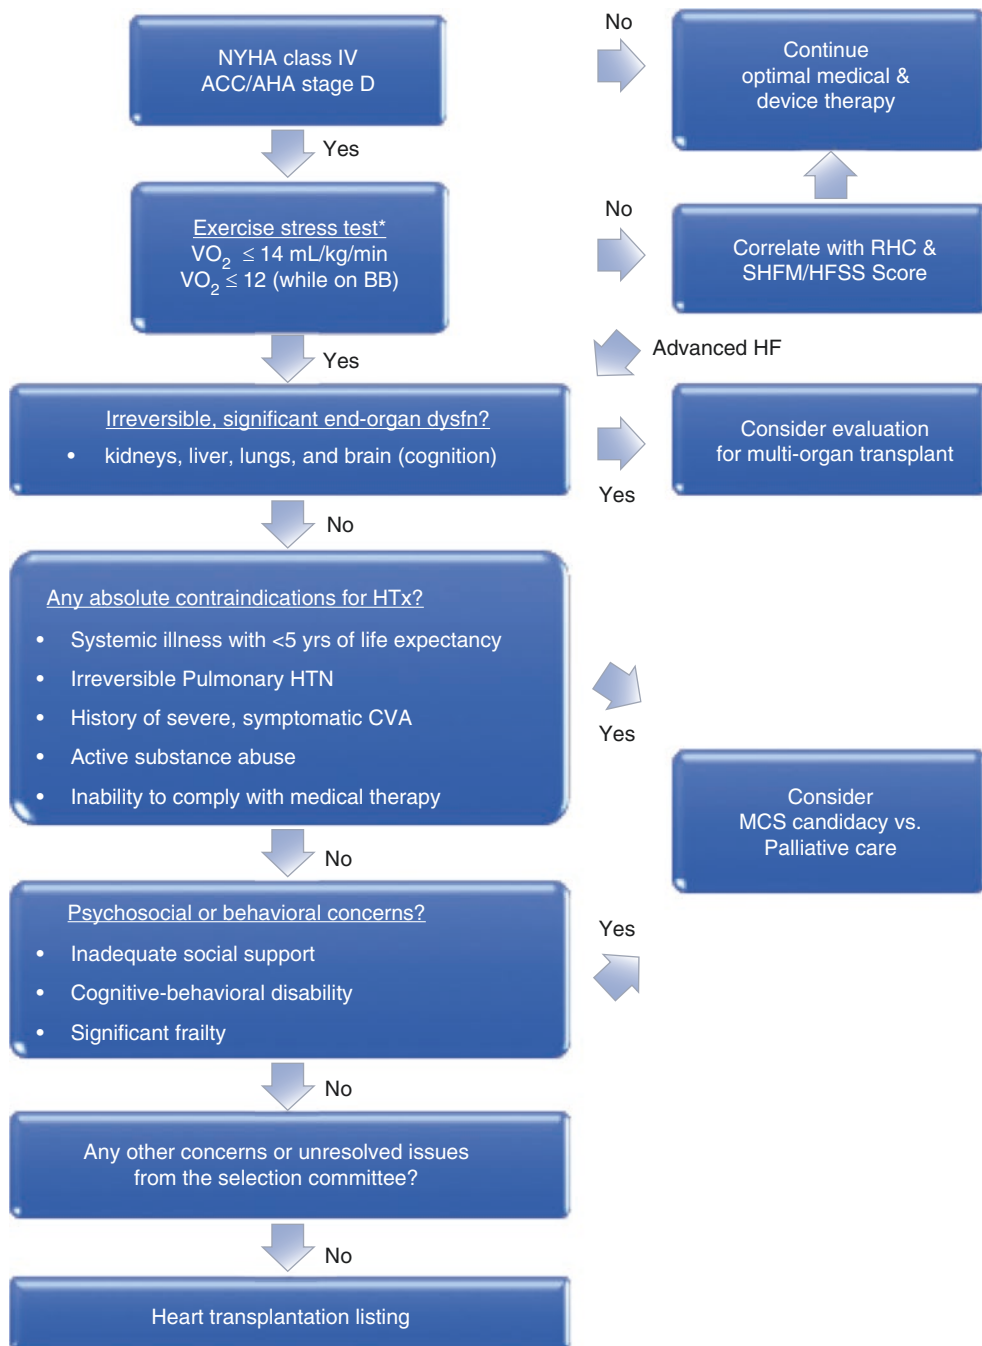 NYHA class IV
ACC/AHA stage D
No
Continue
optimal medical &
device therapy
Yes
Exercise stress test*
VO2 ≤ 14 mL/kg/min
VO2 ≤ 12 (while on BB)
No
Correlate with RHC &
SHFM/HFSS Score
Advanced HF
Yes
Irreversible, significant end-organ dysfn?
• kidneys, liver, lungs, and brain (cognition)
Yes
Consider evaluation
for multi-organ transplant
No
Any absolute contraindications for HTx?
• Systemic illness with <5 yrs of life expectancy
• Irreversible Pulmonary HTN
• History of severe, symptomatic CVA
• Active substance abuse
• Inability to comply with medical therapy
Yes
Consider
MCS candidacy vs.
Palliative care
No
Psychosocial or behavioral concerns?
• Inadequate social support
• Cognitive-behavioral disability
• Significant frailty
Yes
No
Any other concerns or unresolved issues
from the selection committee?
No
Heart transplantation listing